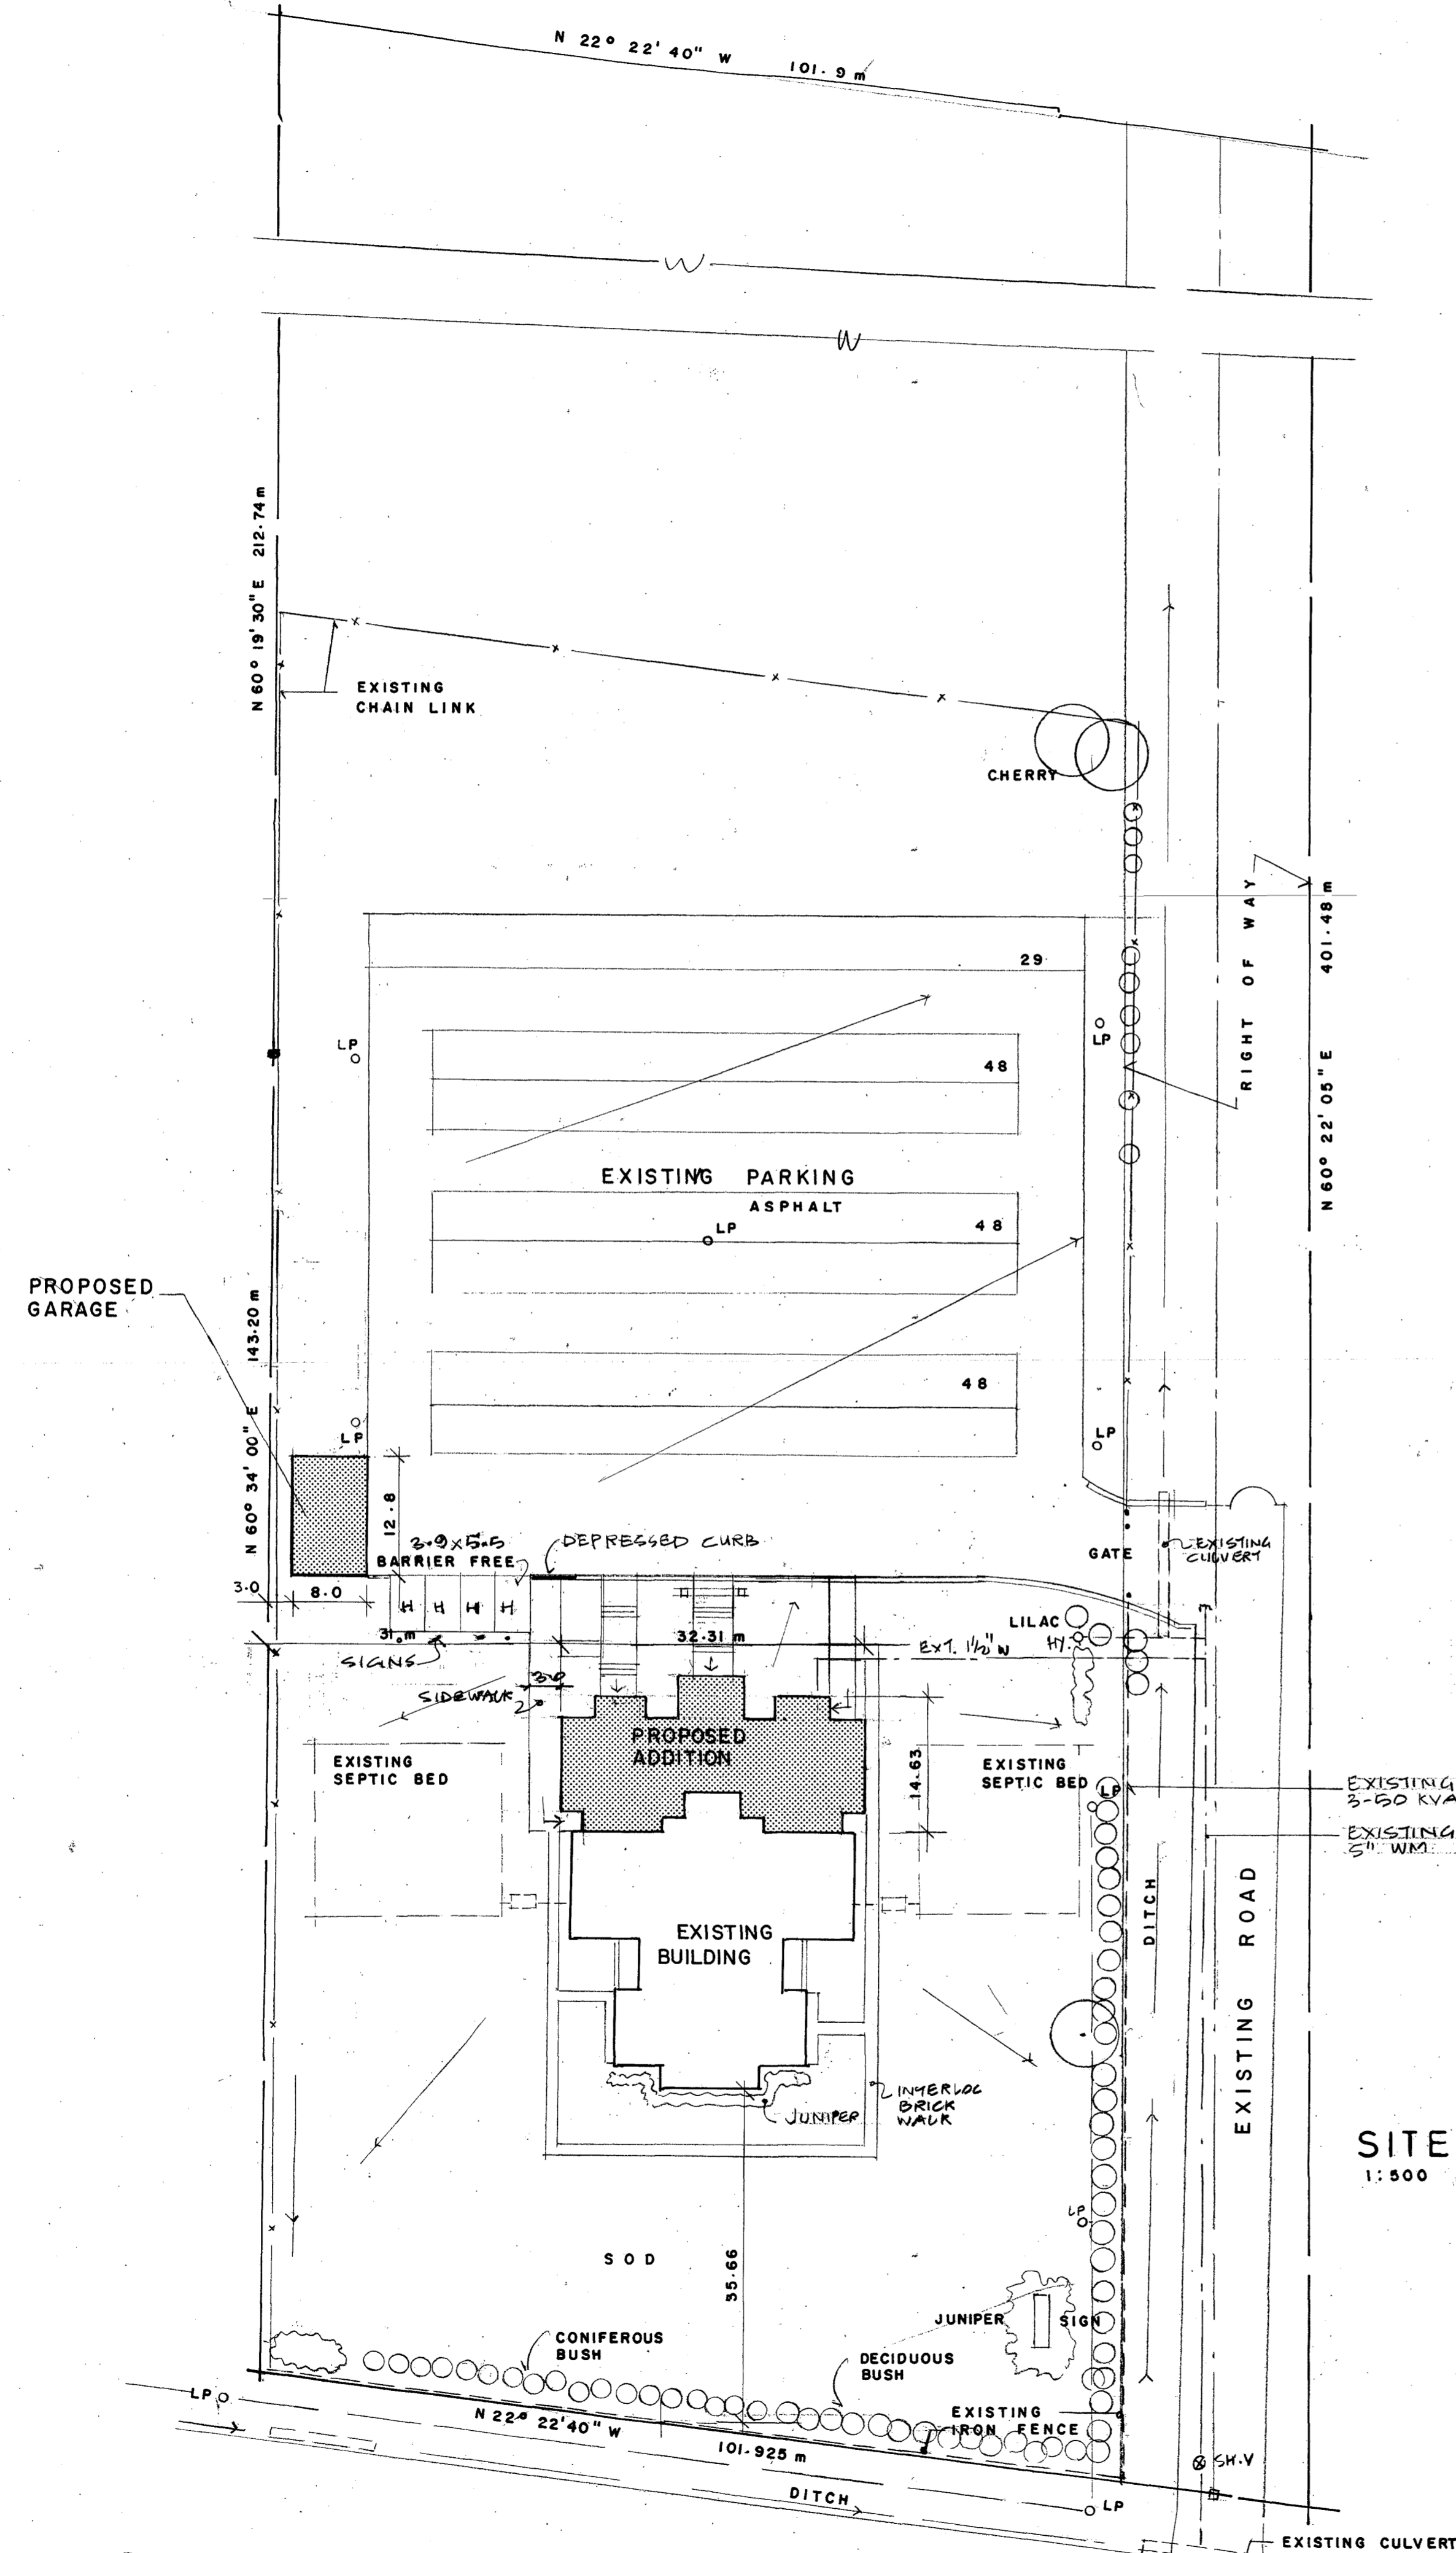 N 22° 22' 40" W 101.9 m
W
W
N 60° 19' 30" E 212.74 m
EXISTING
CHAIN LINK
CHERRY
29
RIGHT OF WAY
401.48 m
N 60° 22' 05" E
LP
LP
48
EXISTING PARKING
ASPHALT
LP
48
PROPOSED
GARAGE
143.20 m
N 60° 34' 00" E
48
LP
LP
12.8
3.9 x 5.5
BARRIER FREE
DEPRESSED CURB
GATE
EXISTING
CULVERT
3.0
8.0
H H H H
31.m
SIGNS
32.31 m
LILAC
HY.
EXT. 1½" W
3.0
SIDEWALK
PROPOSED
ADDITION
EXISTING
SEPTIC BED
14.63
EXISTING
SEPTIC BED
LP
EXISTING
3-50 KVA
EXISTING
5" WM
DITCH
EXISTING
BUILDING
EXISTING ROAD
JUNIPER
INTERLOC
BRICK
WALK
SITE
1:500
LP
SOD
35.66
JUNIPER
SIGN
CONIFEROUS
BUSH
DECIDUOUS
BUSH
EXISTING
IRON FENCE
LP
N 22° 22'40" W
101.925 m
SH.V
DITCH
LP
EXISTING CULVERT